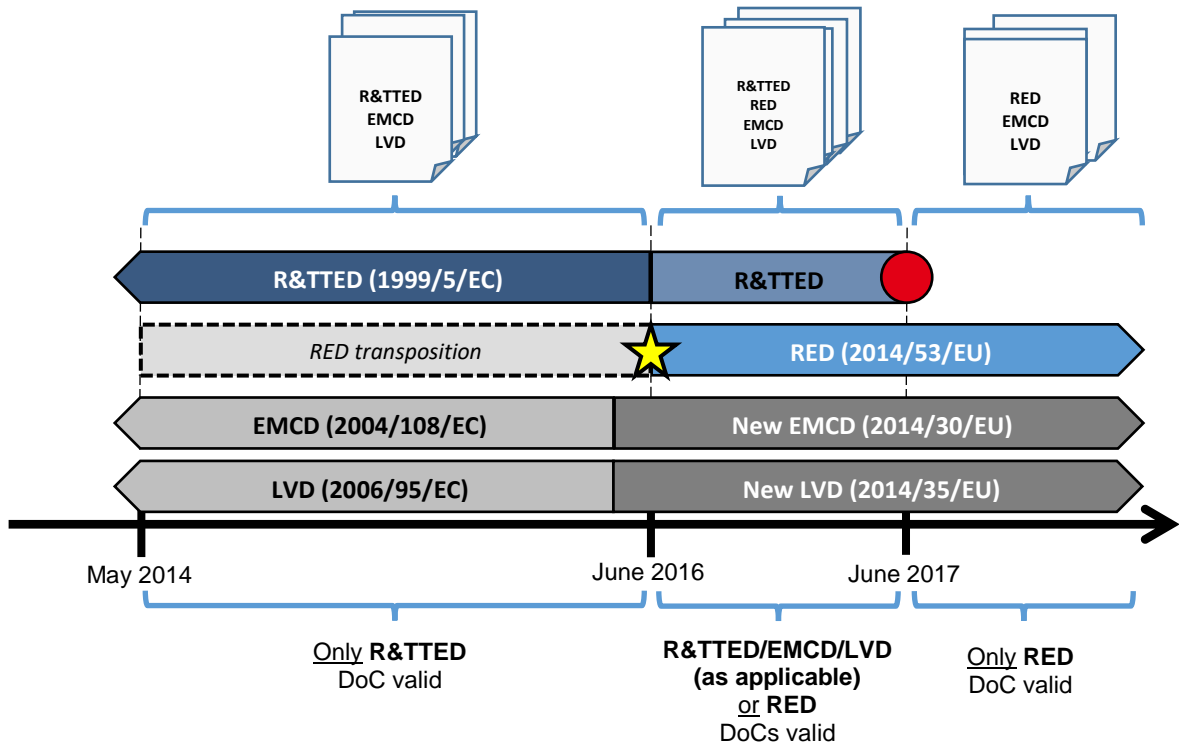 R&TTED
EMCD
LVD
R&TTED
RED
EMCD
LVD
RED
EMCD
LVD
R&TTED (1999/5/EC)
R&TTED
RED transposition
RED (2014/53/EU)
EMCD (2004/108/EC)
New EMCD (2014/30/EU)
LVD (2006/95/EC)
New LVD (2014/35/EU)
May 2014
June 2016
June 2017
Only R&TTED
DoC valid
R&TTED/EMCD/LVD
(as applicable)
or RED
DoCs valid
Only RED
DoC valid